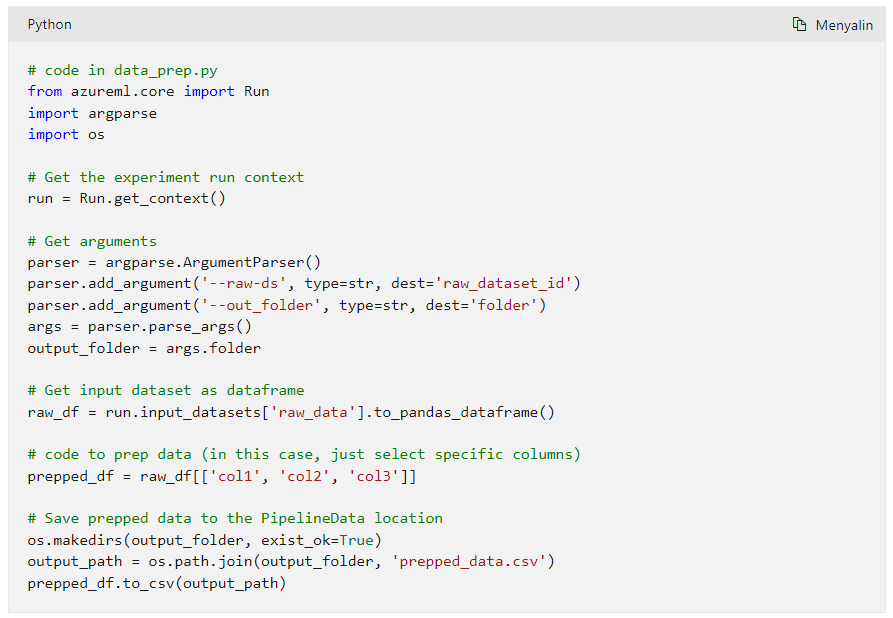 Python
Menyalin
# code in data_prep.py
from azureml.core import Run
import argparse
import os
# Get the experiment run context
run = Run.get_context()
# Get arguments
parser = argparse.ArgumentParser()
parser.add_argument('--raw-ds', type=str, dest='raw_dataset_id')
parser.add_argument('--out_folder', type=str, dest='folder')
args = parser.parse_args()
output_folder = args.folder
# Get input dataset as dataframe
raw_df = run.input_datasets['raw_data'].to_pandas_dataframe()
# code to prep data (in this case, just select specific columns)
prepped_df = raw_df[['col1', 'col2', 'col3']]
# Save prepped data to the PipelineData location
os.makedirs(output_folder, exist_ok=True)
output_path = os.path.join(output_folder, 'prepped_data.csv')
prepped_df.to_csv(output_path)